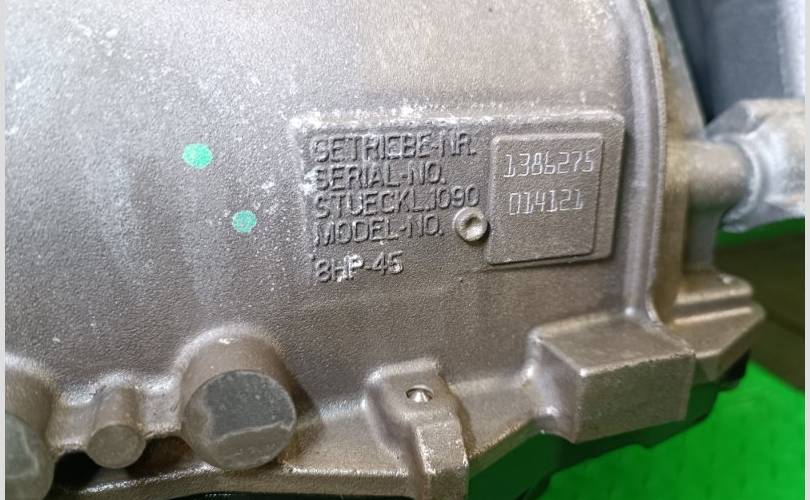 GETRIEBE-NR.
SERIAL-NO.
STUECKL.1090
MODEL-NO.
8HP-45
1386275
014121